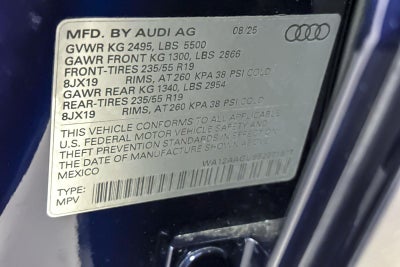 MFD. BY AUDI AG 08/25
GVWR KG 2495, LBS 5500
GAWR FRONT KG 1300, LBS 2866
FRONT-TIRES 235/55 R19
8JX19 RIMS, AT 260 KPA 38 PSI COLD
GAWR REAR KG 1340, LBS 2954
REAR-TIRES 235/55 R19
8JX19 RIMS, AT 260 KPA 38 PSI COLD
THIS VEHICLE CONFORMS TO ALL APPLICABLE
U.S. FEDERAL MOTOR VEHICLE SAFETY AND
THEFT PREVENTION STANDARDS IN EFFECT ON
THE DATE OF MANUFACTURE SHOWN ABOVE.
MEXICO
TYPE:
MPV